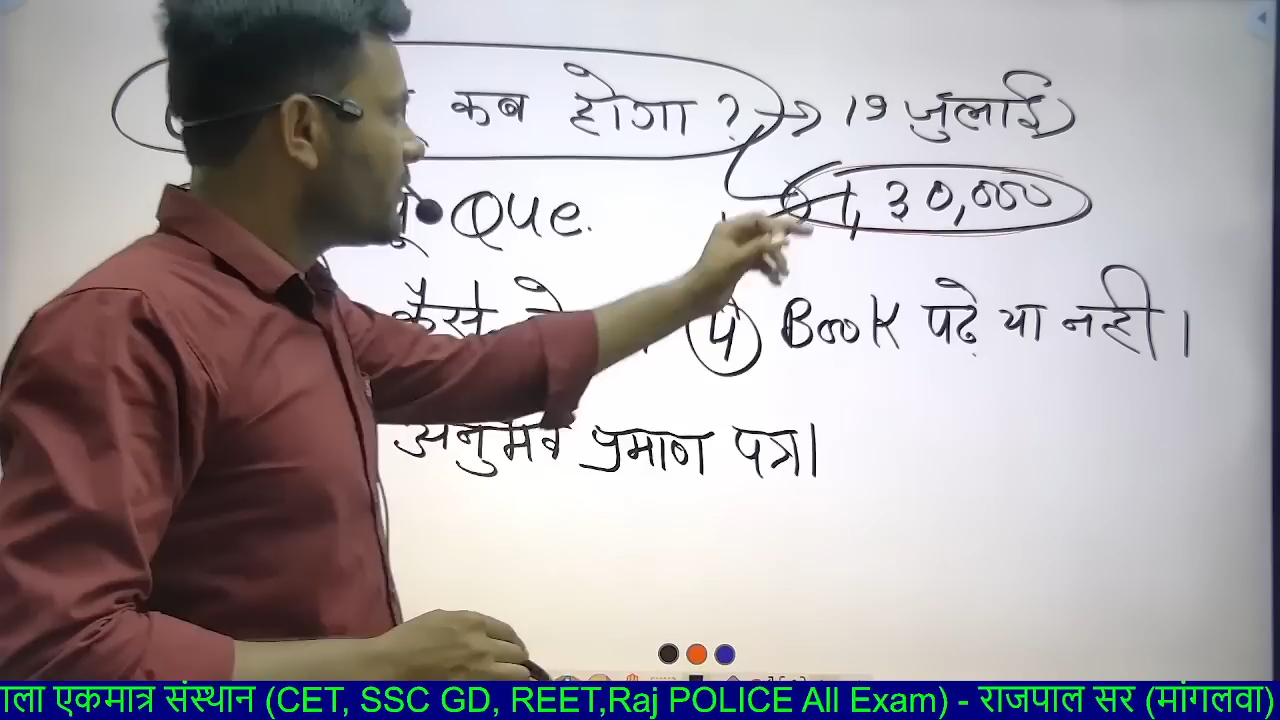 कब होगा ? → 19 जुलाई
1, 30,000
Que.
कैसे
Book पढे या नही ।
अनुभव प्रमाण पत्र।
ला एकमात्र संस्थान (CET, SSC GD, REET,Raj POLICE All Exam) - राजपाल सर (मांगलवा)